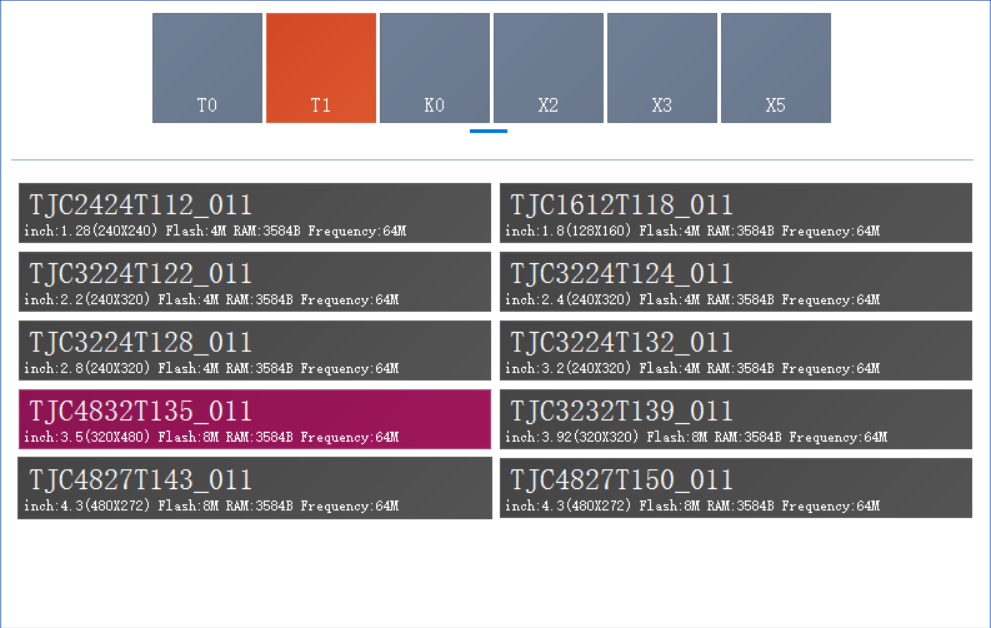 T0 T1 K0 X2 X3 X5
TJC2424T112_011
inch:1.28(240X240) Flash:4M RAM:3584B Frequency:64M
TJC1612T118_011
inch:1.8(128X160) Flash:4M RAM:3584B Frequency:64M
TJC3224T122_011
inch:2.2(240X320) Flash:4M RAM:3584B Frequency:64M
TJC3224T124_011
inch:2.4(240X320) Flash:4M RAM:3584B Frequency:64M
TJC3224T128_011
inch:2.8(240X320) Flash:4M RAM:3584B Frequency:64M
TJC3224T132_011
inch:3.2(240X320) Flash:4M RAM:3584B Frequency:64M
TJC4832T135_011
inch:3.5(320X480) Flash:8M RAM:3584B Frequency:64M
TJC3232T139_011
inch:3.92(320X320) Flash:8M RAM:3584B Frequency:64M
TJC4827T143_011
inch:4.3(480X272) Flash:8M RAM:3584B Frequency:64M
TJC4827T150_011
inch:4.3(480X272) Flash:8M RAM:3584B Frequency:64M